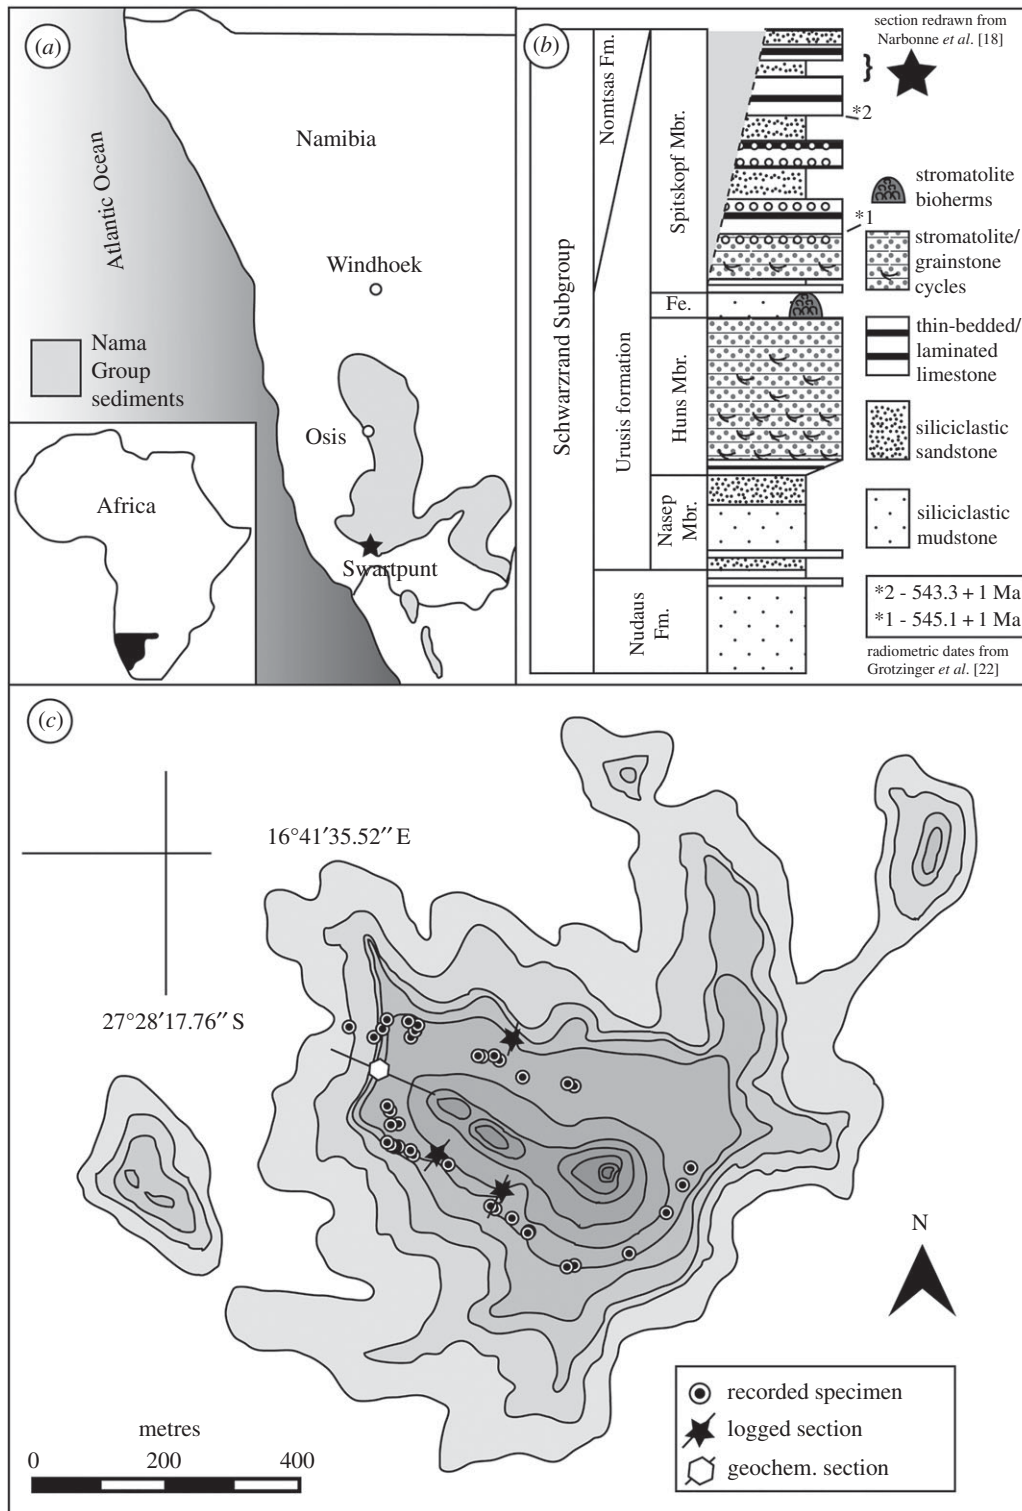 (a)
Namibia
Atlantic Ocean
Windhoek
Nama
Group
sediments
Osis
Africa
Swartpunt
(b)
section redrawn from
Narbonne et al. [18]
Schwarzrand Subgroup
Nomtsas Fm.
Urusis formation
Nudaus
Fm.
Spitskopf Mbr.
Fe.
Huns Mbr.
Nasep
Mbr.
*2
*1
stromatolite
bioherms
stromatolite/
grainstone
cycles
thin-bedded/
laminated
limestone
siliciclastic
sandstone
siliciclastic
mudstone
*2 - 543.3 + 1 Ma
*1 - 545.1 + 1 Ma
radiometric dates from
Grotzinger et al. [22]
(c)
16°41′35.52″ E
27°28′17.76″ S
N
metres
0 200 400
recorded specimen
logged section
geochem. section